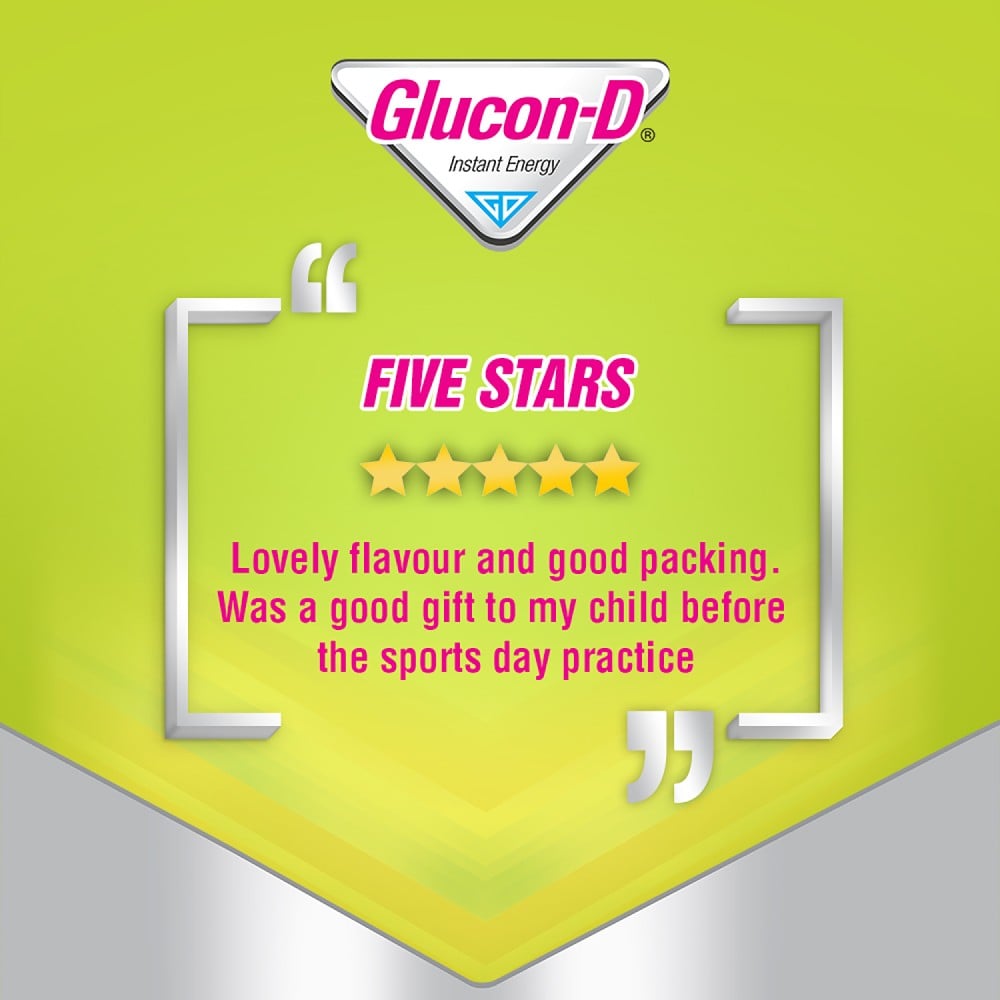 Glucon-D®
Instant Energy
GD
“
FIVE STARS
Lovely flavour and good packing.
Was a good gift to my child before
the sports day practice
”